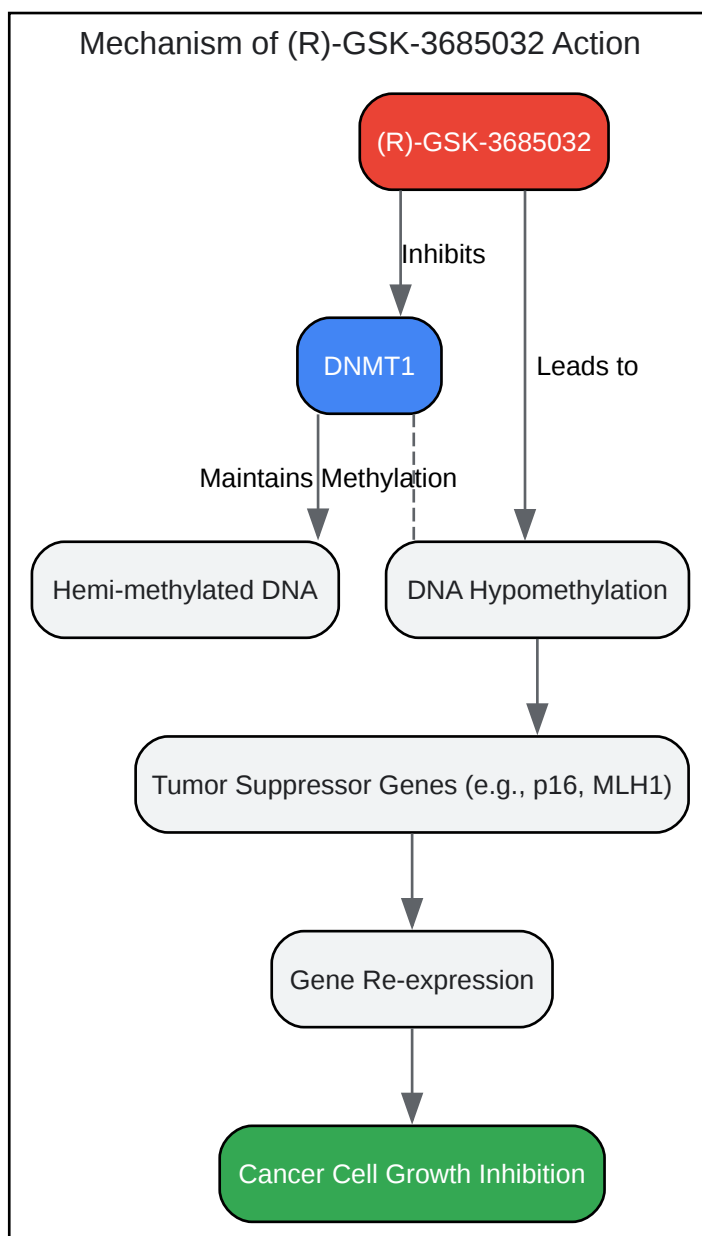 Mechanism of (R)-GSK-3685032 Action
(R)-GSK-3685032
Inhibits
DNMT1
Leads to
Maintains Methylation
Hemi-methylated DNA
DNA Hypomethylation
Tumor Suppressor Genes (e.g., p16, MLH1)
Gene Re-expression
Cancer Cell Growth Inhibition